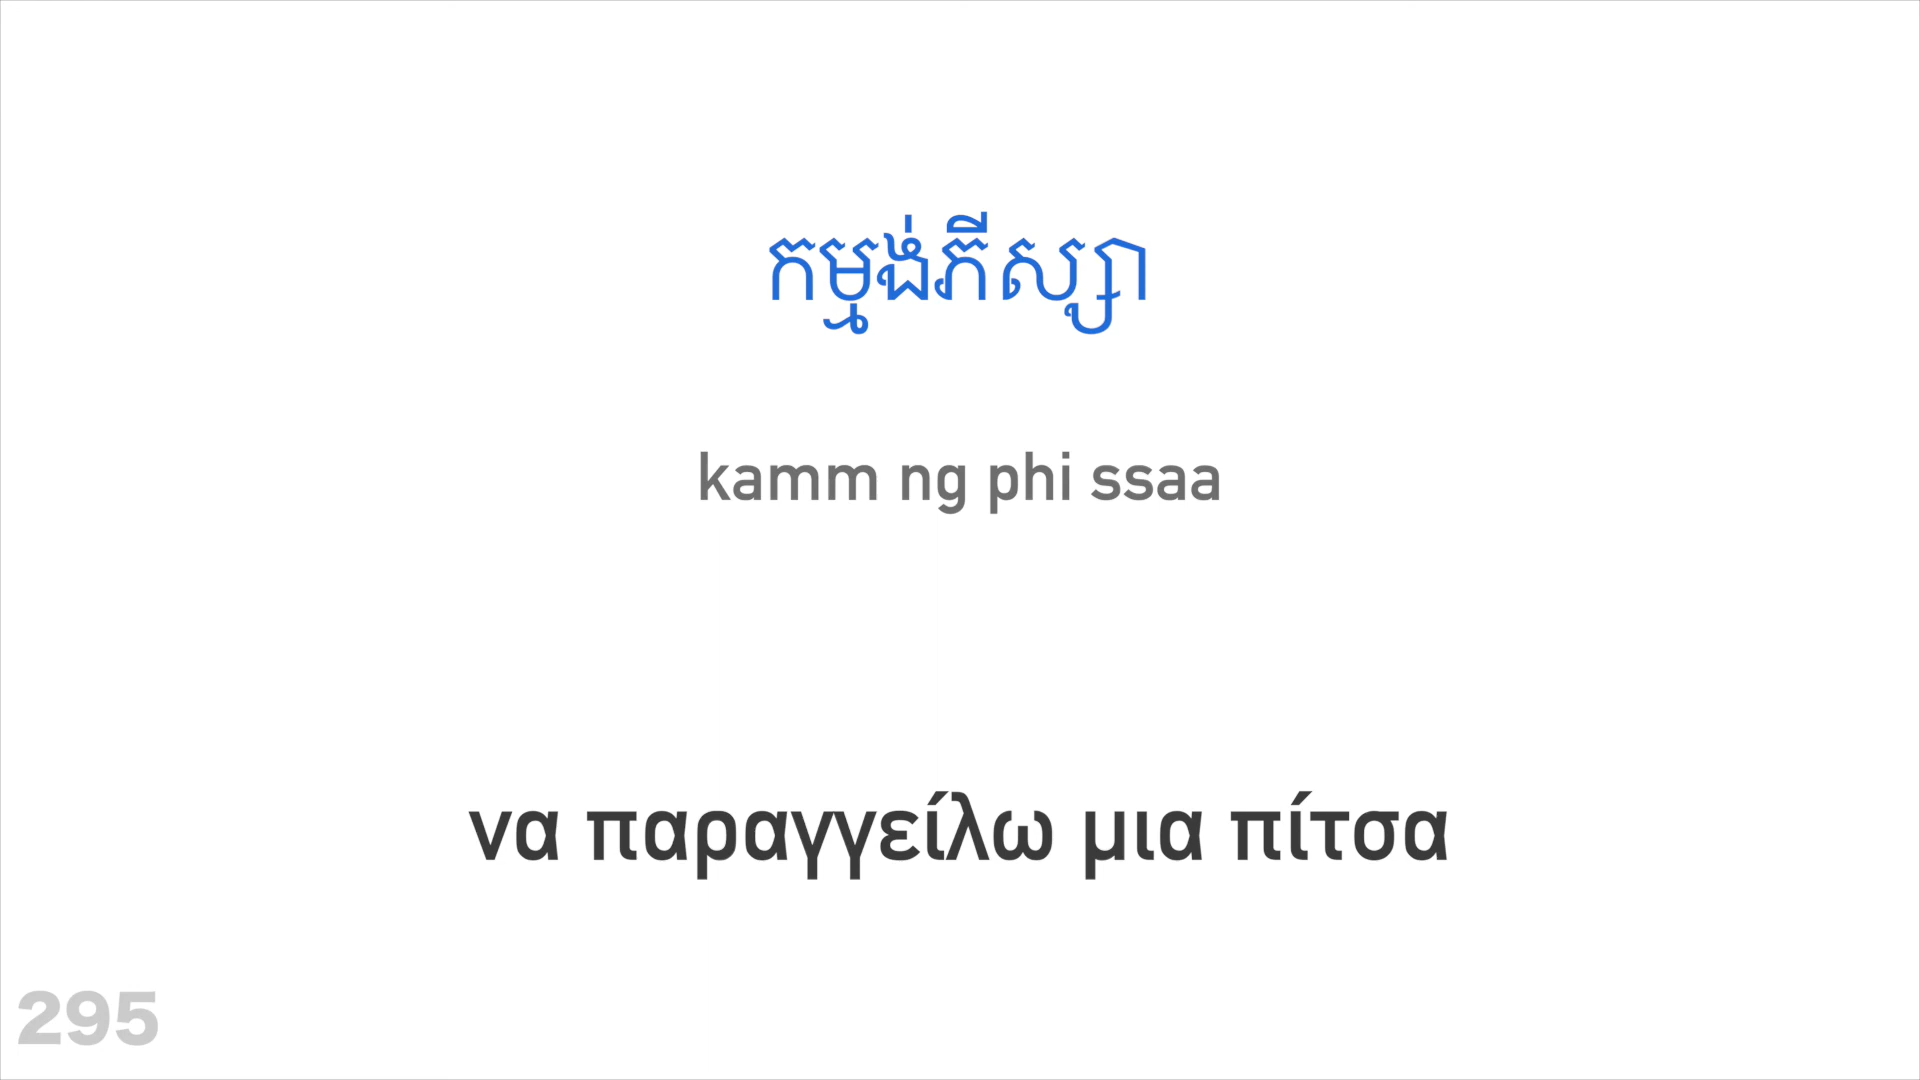 កម្មង់ភីស្សា
kamm ng phi ssaa
να παραγγείλω μια πίτσα
295